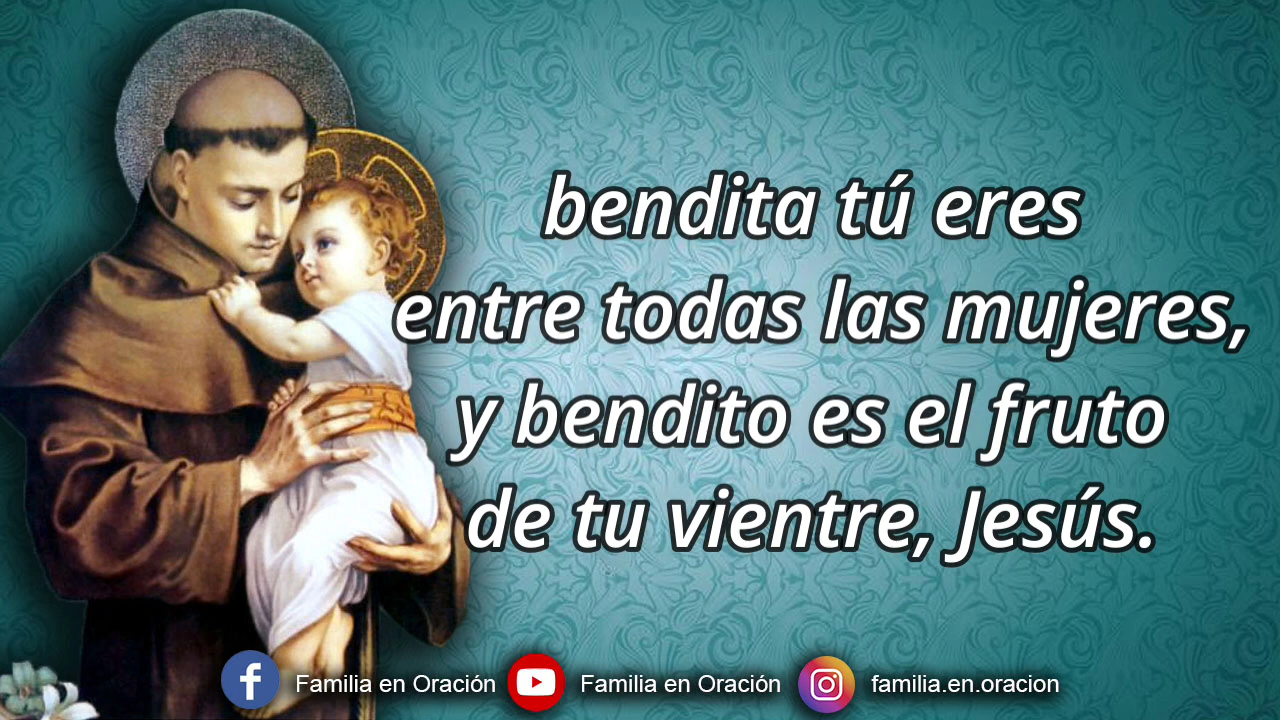 bendita tú eres
entre todas las mujeres,
y bendito es el fruto
de tu vientre, Jesús.
Familia en Oración Familia en Oración familia.en.oracion